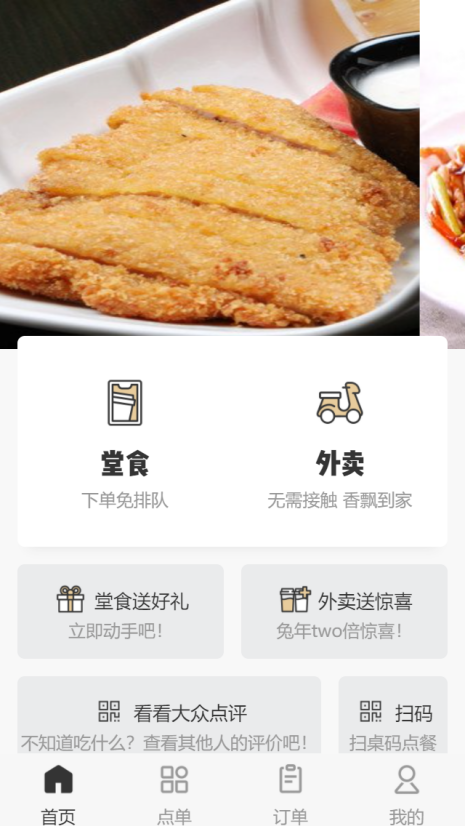 堂食 外卖
下单免排队 无需接触 香飘到家
堂食送好礼 外卖送惊喜
立即动手吧! 兔年two倍惊喜!
看看大众点评 扫码
不知道吃什么?查看其他人的评价吧! 扫桌码点餐
首页 点单 订单 我的